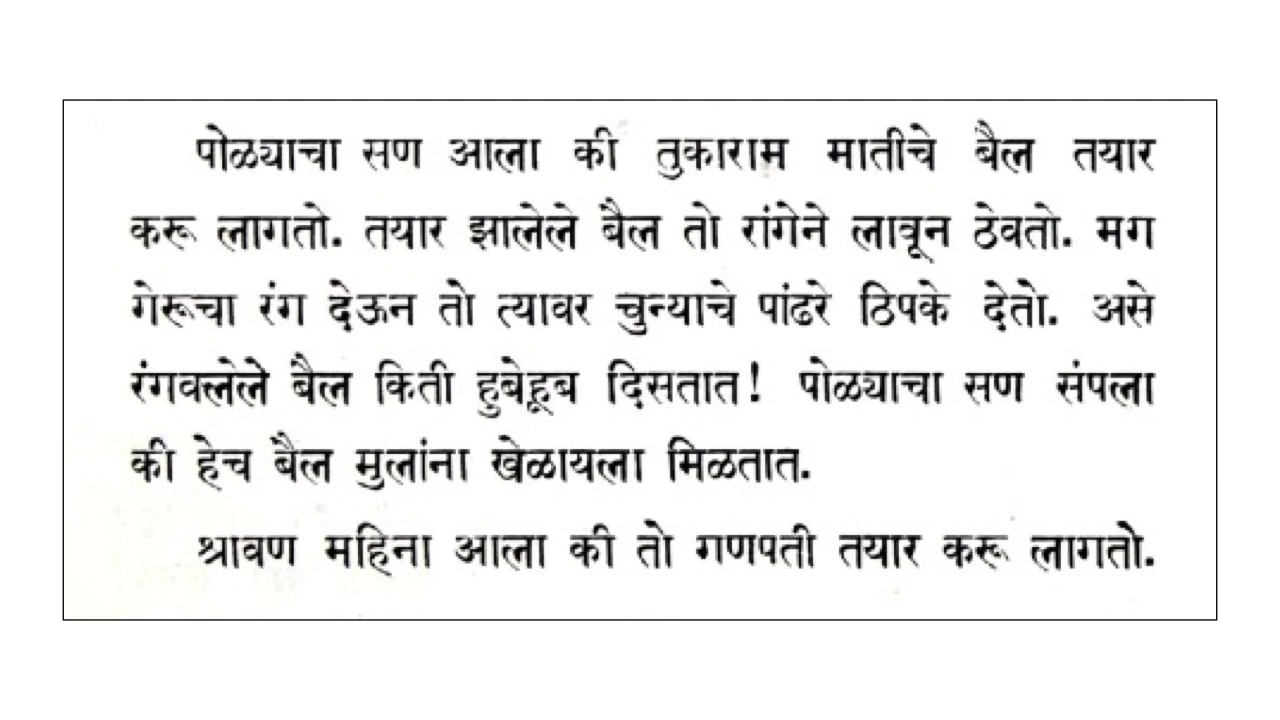 पोळ्याचा सण आला की तुकाराम मातीचे बैल तयार
करू लागतो. तयार झालेले बैल तो रांगेने लावून ठेवतो. मग
गेरूचा रंग देऊन तो त्यावर चुन्याचे पांढरे ठिपके देतो. असे
रंगवलेले बैल किती हुबेहूब दिसतात! पोळ्याचा सण संपला
की हेच बैल मुलांना खेळायला मिळतात.
श्रावण महिना आला की तो गणपती तयार करू लागतो.